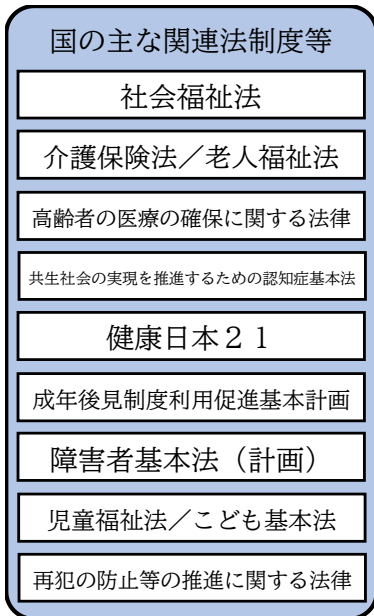 国の主な関連法制度等
社会福祉法
介護保険法／老人福祉法
高齢者の医療の確保に関する法律
共生社会の実現を推進するための認知症基本法
健康日本２１
成年後見制度利用促進基本計画
障害者基本法（計画）
児童福祉法／こども基本法
再犯の防止等の推進に関する法律